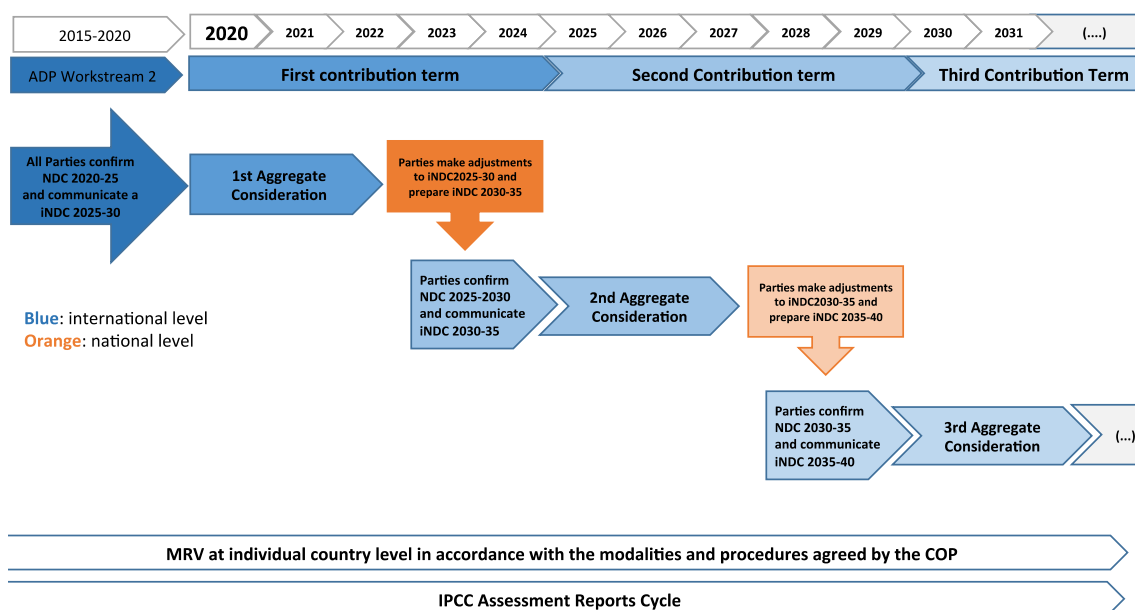 2015-2020
2020
2021
2022
2023
2024
2025
2026
2027
2028
2029
2030
2031
(....)
ADP Workstream 2
First contribution term
Second Contribution term
Third Contribution Term
All Parties confirm
NDC 2020-25
and communicate a
iNDC 2025-30
1st Aggregate
Consideration
Parties make adjustments
to iNDC2025-30 and
prepare iNDC 2030-35
Parties confirm
NDC 2025-2030
and communicate
iNDC 2030-35
2nd Aggregate
Consideration
Parties make adjustments
to iNDC2030-35 and
prepare iNDC 2035-40
Blue: international level
Orange: national level
Parties confirm
NDC 2030-35
and communicate
iNDC 2035-40
3rd Aggregate
Consideration
(...)
MRV at individual country level in accordance with the modalities and procedures agreed by the COP
IPCC Assessment Reports Cycle